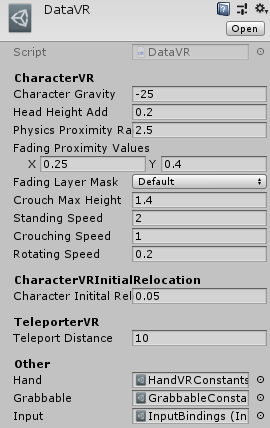 DataVR
Open
Script DataVR
CharacterVR
Character Gravity -25
Head Height Add 0.2
Physics Proximity Ra 2.5
Fading Proximity Values
X 0.25 Y 0.4
Fading Layer Mask Default
Crouch Max Height 1.4
Standing Speed 2
Crouching Speed 1
Rotating Speed 0.2
CharacterVRInitialRelocation
Character Initital Rel 0.05
TeleporterVR
Teleport Distance 10
Other
Hand HandVRConstants
Grabbable GrabbableConsta
Input InputBindings (In